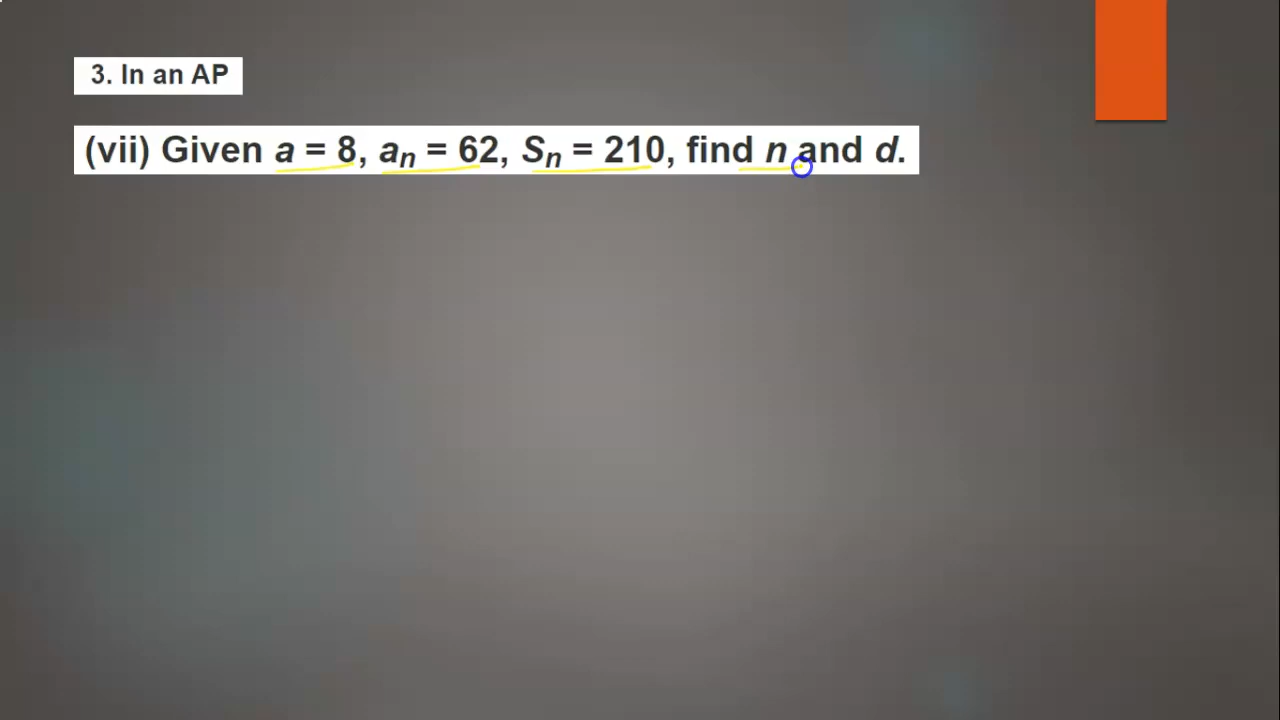 3. In an AP
(vii) Given a = 8, aₙ = 62, Sₙ = 210, find n and d.